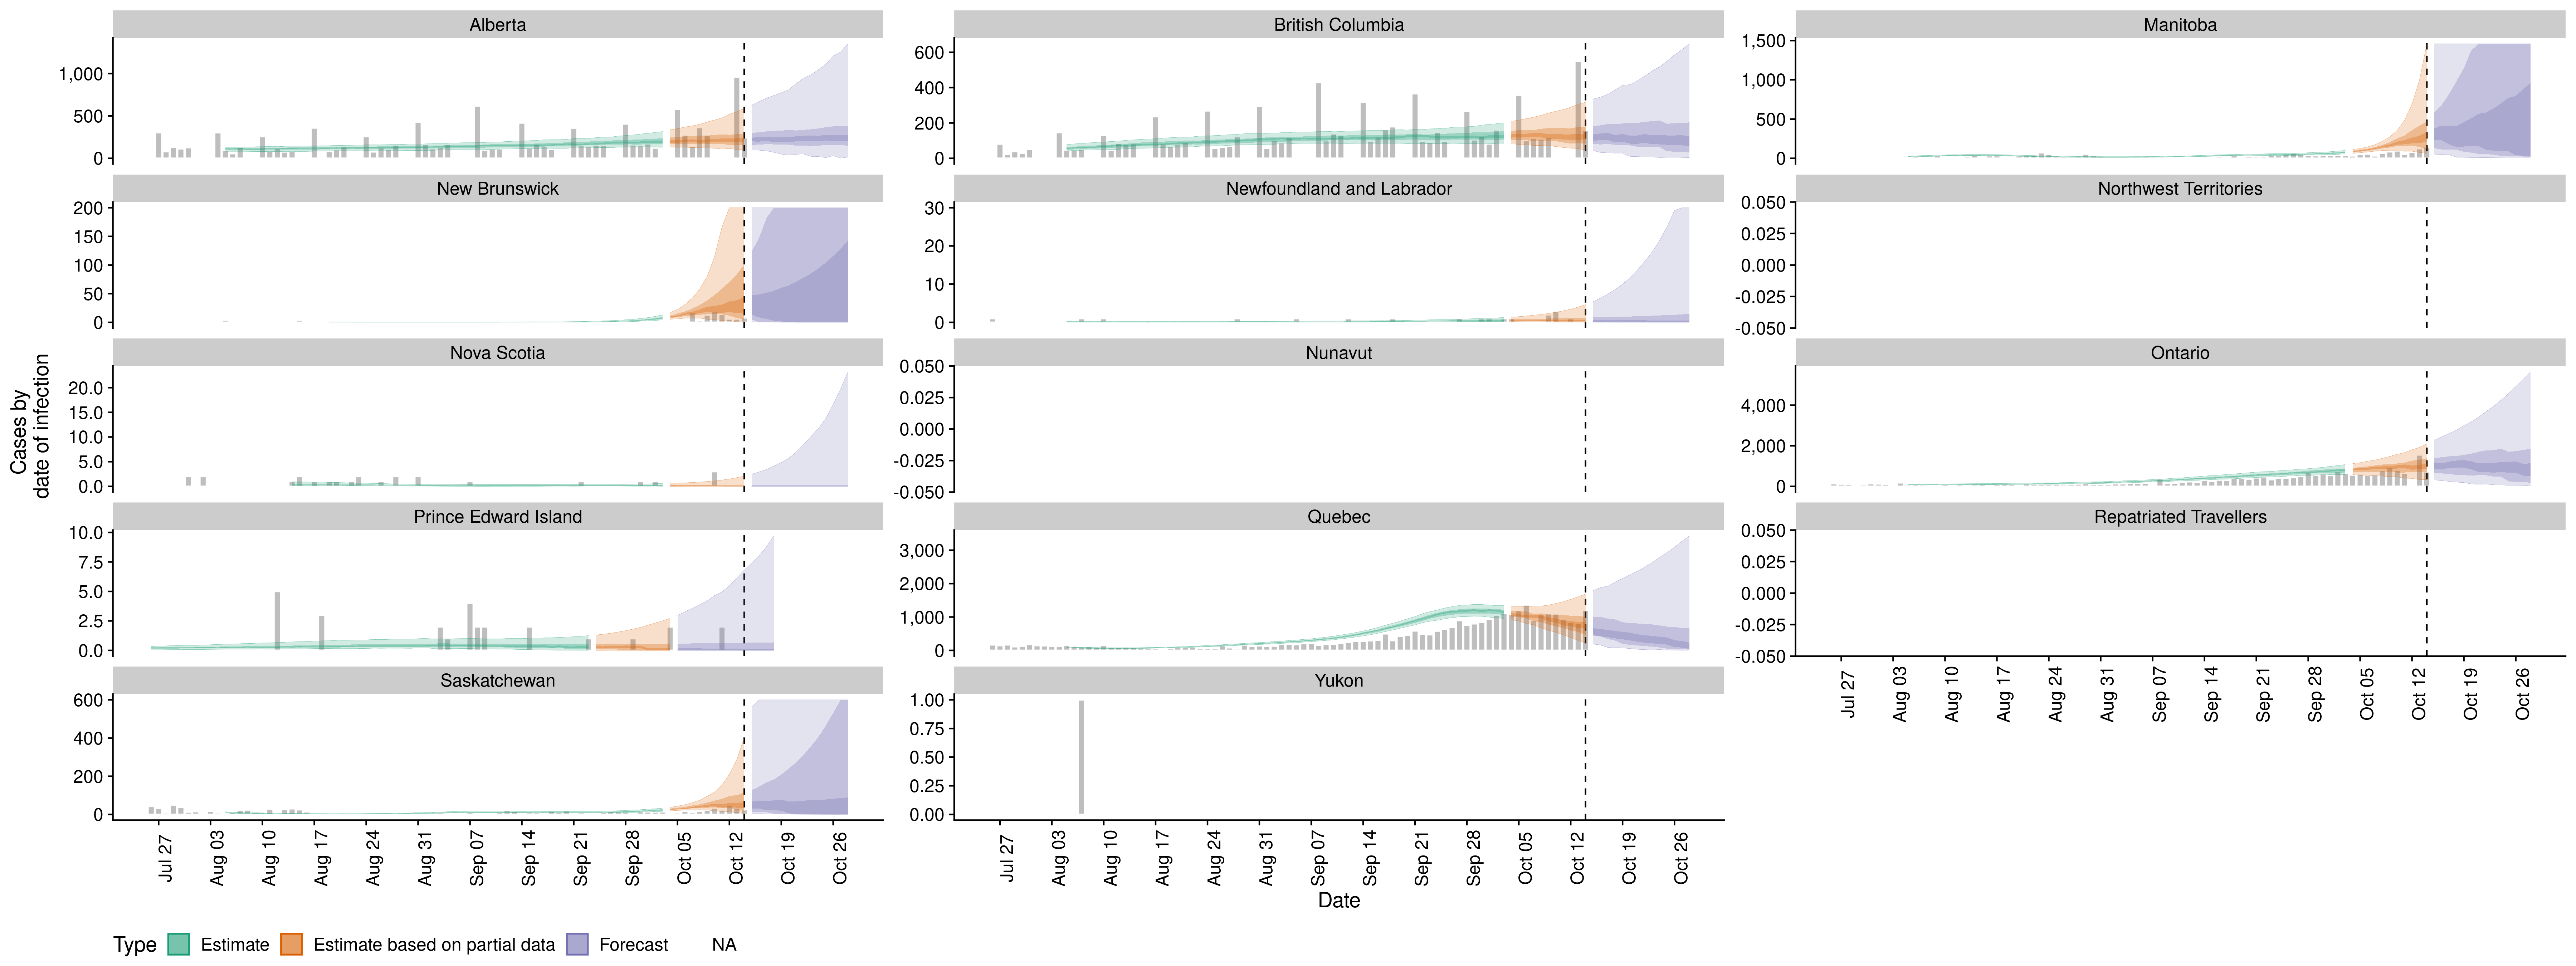 Alberta
British Columbia
Manitoba
1,000
500
0
600
400
200
0
1,500
1,000
500
0
New Brunswick
Newfoundland and Labrador
Northwest Territories
200
150
100
50
0
30
20
10
0
0.050
0.025
0.000
-0.025
-0.050
Nova Scotia
Nunavut
Ontario
20.0
15.0
10.0
5.0
0.0
0.050
0.025
0.000
-0.025
-0.050
4,000
2,000
0
Cases by
date of infection
Prince Edward Island
Quebec
Repatriated Travellers
10.0
7.5
5.0
2.5
0.0
3,000
2,000
1,000
0
0.050
0.025
0.000
-0.025
-0.050
Jul 27
Aug 03
Aug 10
Aug 17
Aug 24
Aug 31
Sep 07
Sep 14
Sep 21
Sep 28
Oct 05
Oct 12
Oct 19
Oct 26
Saskatchewan
Yukon
600
400
200
0
1.00
0.75
0.50
0.25
0.00
Jul 27
Aug 03
Aug 10
Aug 17
Aug 24
Aug 31
Sep 07
Sep 14
Sep 21
Sep 28
Oct 05
Oct 12
Oct 19
Oct 26
Jul 27
Aug 03
Aug 10
Aug 17
Aug 24
Aug 31
Sep 07
Sep 14
Sep 21
Sep 28
Oct 05
Oct 12
Oct 19
Oct 26
Date
Type Estimate Estimate based on partial data Forecast NA